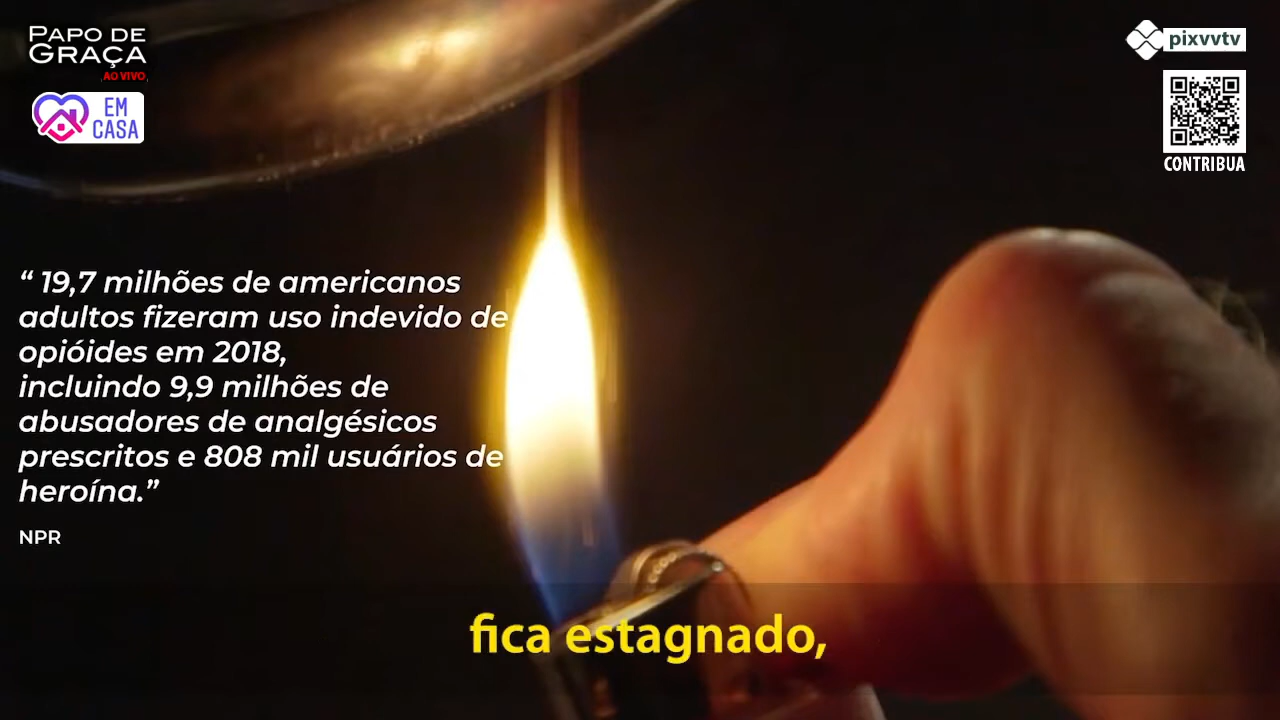 PAPO DE
GRAÇA
AO VIVO
EM
CASA
pixvvtv
CONTRIBUA
“ 19,7 milhões de americanos
adultos fizeram uso indevido de
opióides em 2018,
incluindo 9,9 milhões de
abusadores de analgésicos
prescritos e 808 mil usuários de
heroína.”
NPR
fica estagnado,